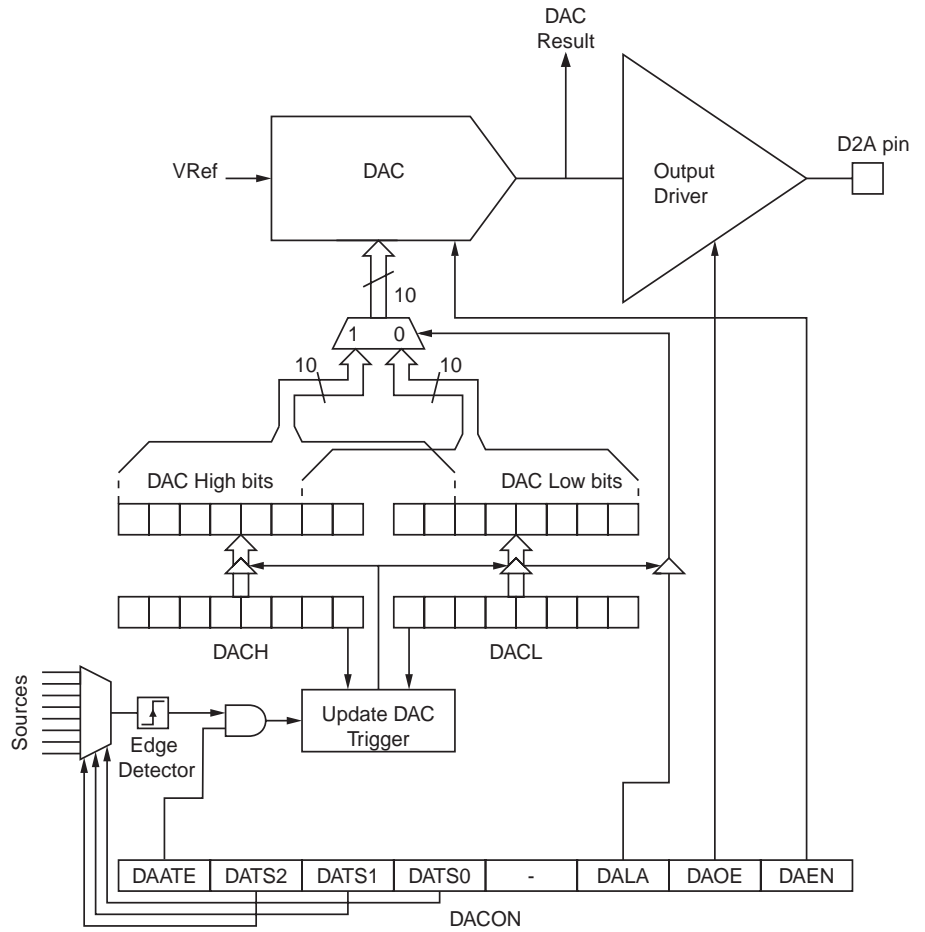 DAC
Result
D2A pin
VRef
DAC
Output
Driver
10
1 0
10 10
DAC High bits DAC Low bits
DACH DACL
Sources
Edge
Detector
Update DAC
Trigger
DAATE DATS2 DATS1 DATS0 - DALA DAOE DAEN
DACON